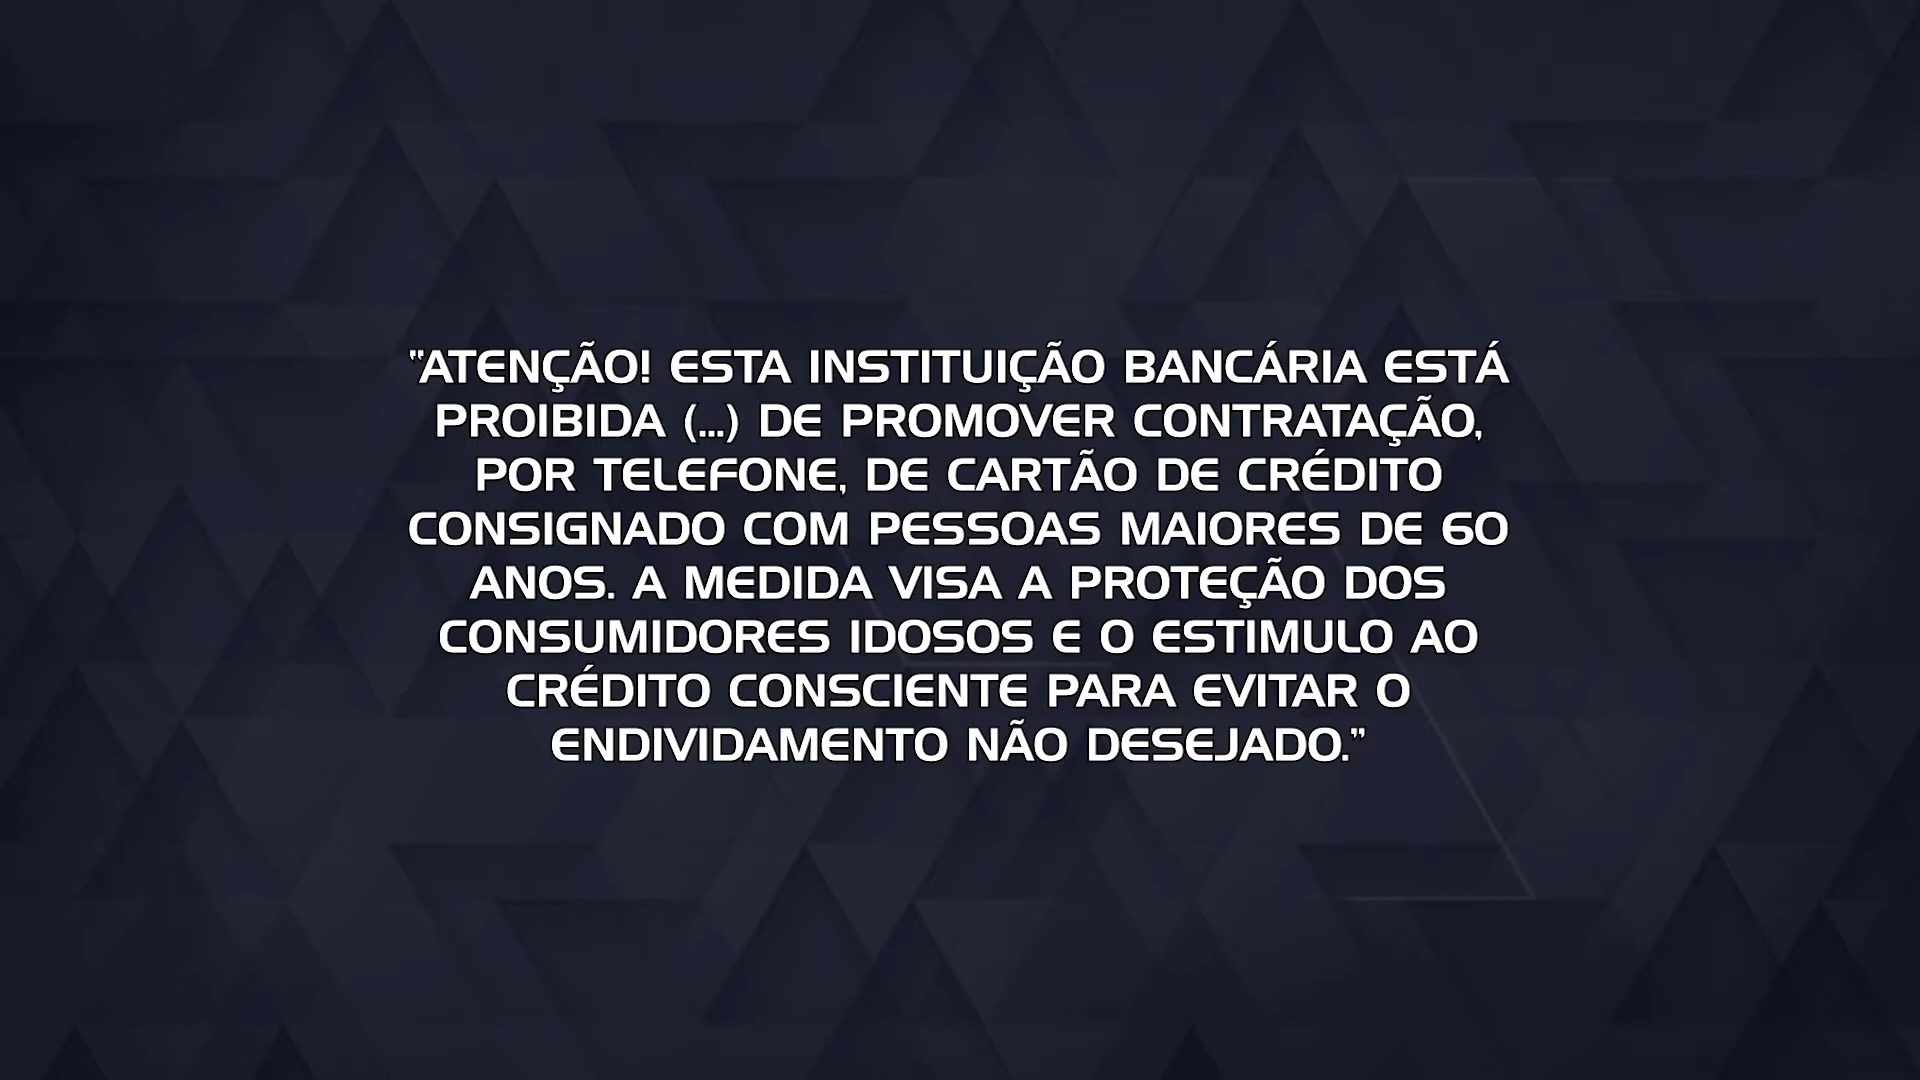 "ATENÇÃO! ESTA INSTITUIÇÃO BANCÁRIA ESTÁ
PROIBIDA (...) DE PROMOVER CONTRATAÇÃO,
POR TELEFONE, DE CARTÃO DE CRÉDITO
CONSIGNADO COM PESSOAS MAIORES DE 60
ANOS. A MEDIDA VISA A PROTEÇÃO DOS
CONSUMIDORES IDOSOS E O ESTIMULO AO
CRÉDITO CONSCIENTE PARA EVITAR O
ENDIVIDAMENTO NÃO DESEJADO."